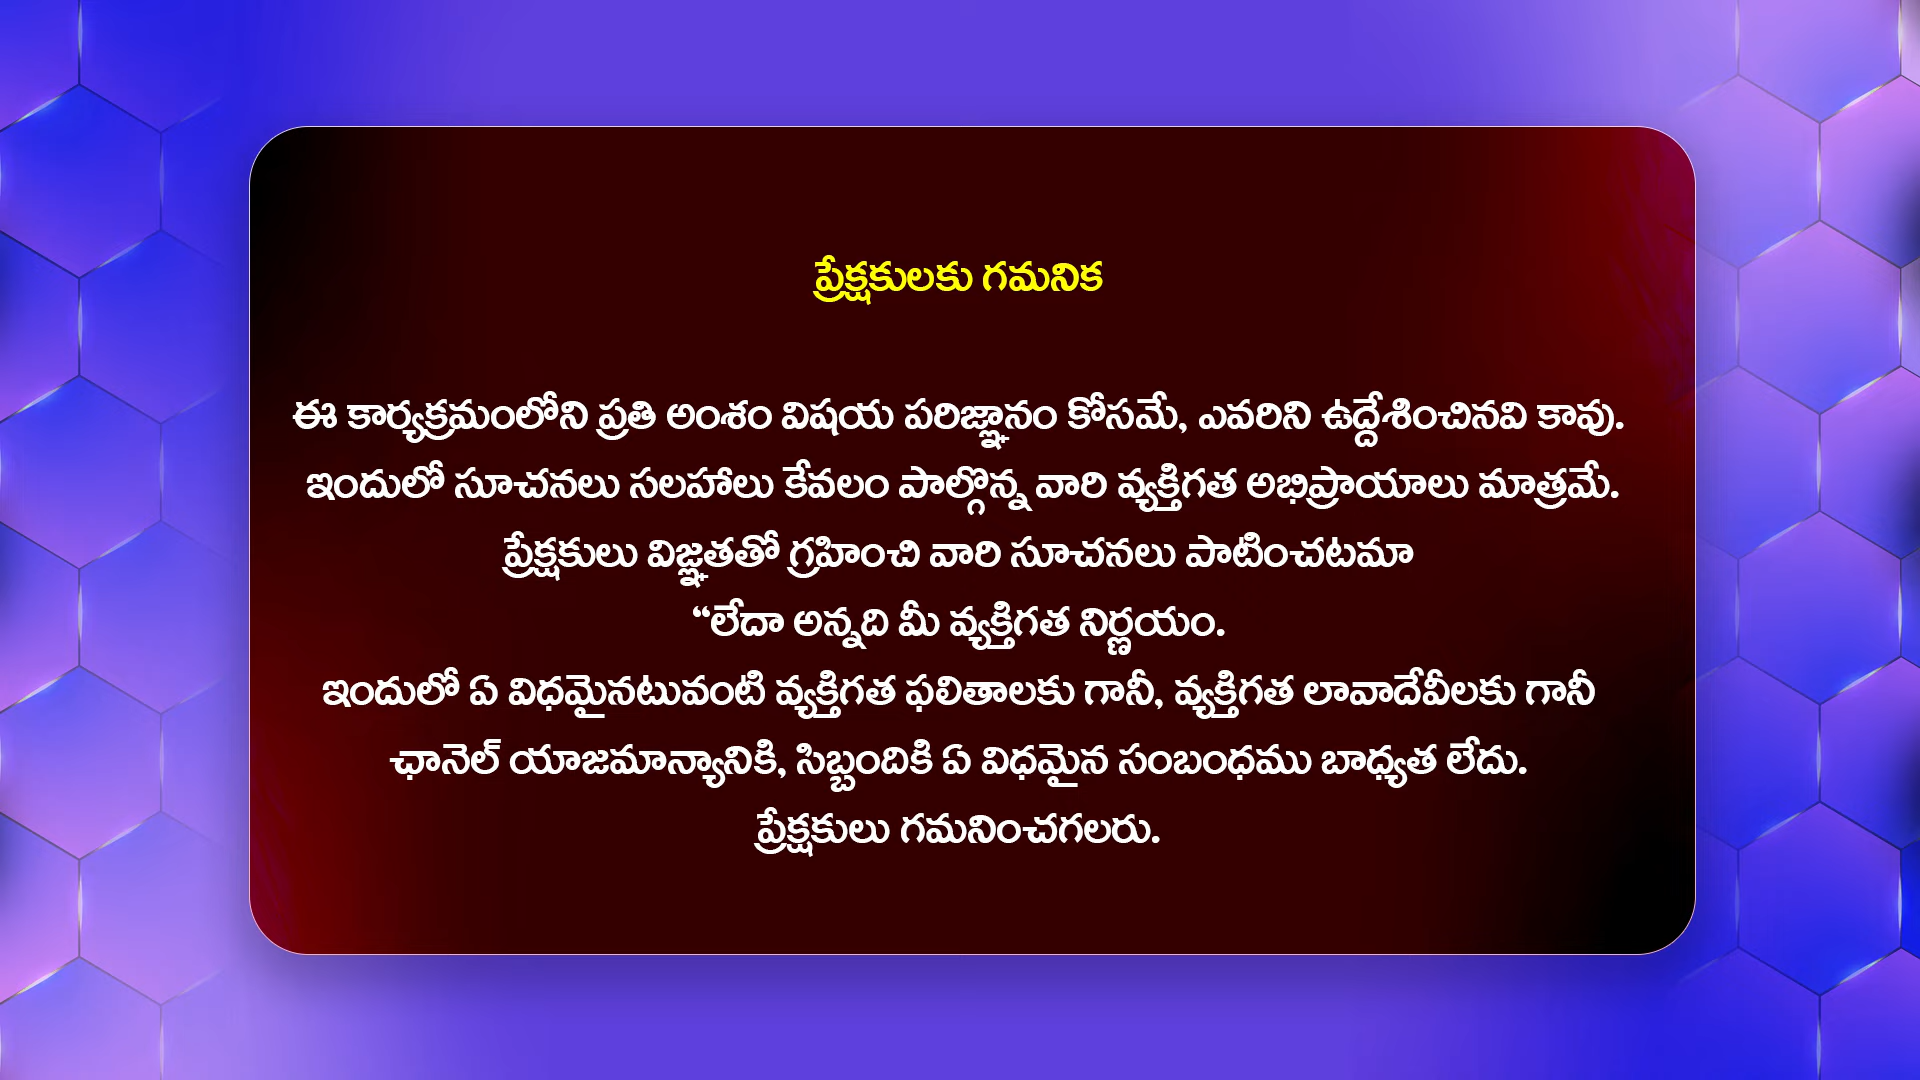 ప్రేక్షకులకు గమనిక
ఈ కార్యక్రమంలోని ప్రతి అంశం విషయ పరిజ్ఞానం కోసమే, ఎవరిని ఉద్దేశించినవి కావు.
ఇందులో సూచనలు సలహాలు కేవలం పాల్గొన్న వారి వ్యక్తిగత అభిప్రాయాలు మాత్రమే.
ప్రేక్షకులు విజ్ఞతతో గ్రహించి వారి సూచనలు పాటించటమా
“లేదా అన్నది మీ వ్యక్తిగత నిర్ణయం.
ఇందులో ఏ విధమైనటువంటి వ్యక్తిగత ఫలితాలకు గానీ, వ్యక్తిగత లావాదేవీలకు గానీ
ఛానెల్ యాజమాన్యానికి, సిబ్బందికి ఏ విధమైన సంబంధము బాధ్యత లేదు.
ప్రేక్షకులు గమనించగలరు.